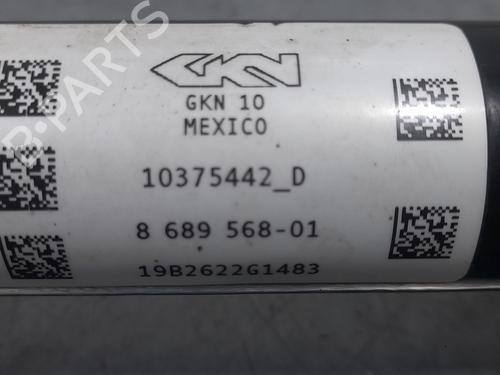 B-PARTS
GKN
GKN 10
MEXICO
10375442_D
8 689 568-01
19B2622G1483